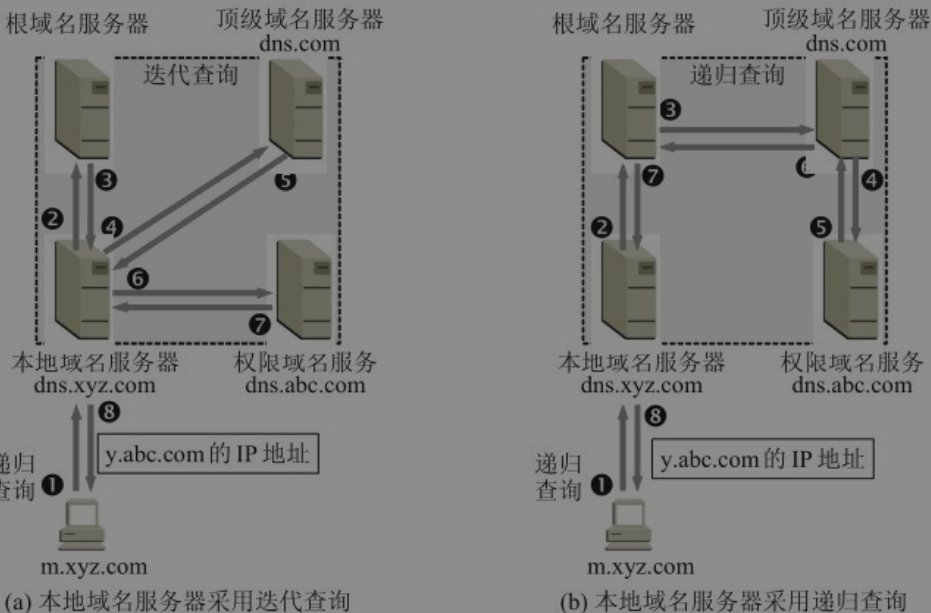 根域名服务器
顶级域名服务器
dns.com
迭代查询
❸
❺
❷
❹
❻
❼
本地域名服务器
dns.xyz.com
权限域名服务
dns.abc.com
❽
y.abc.com 的 IP 地址
递归
查询
❶
m.xyz.com
(a) 本地域名服务器采用迭代查询
根域名服务器
顶级域名服务器
dns.com
递归查询
❸
❻
❼
❹
❷
❺
本地域名服务器
dns.xyz.com
权限域名服务
dns.abc.com
❽
y.abc.com 的 IP 地址
递归
查询
❶
m.xyz.com
(b) 本地域名服务器采用递归查询